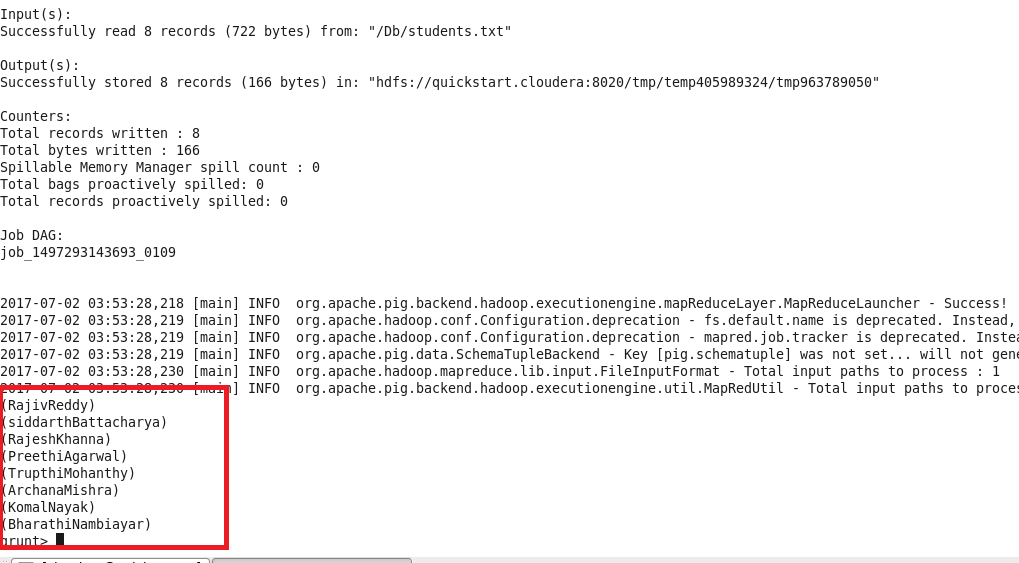 Input(s):
Successfully read 8 records (722 bytes) from: "/Db/students.txt"
Output(s):
Successfully stored 8 records (166 bytes) in: "hdfs://quickstart.cloudera:8020/tmp/temp405989324/tmp963789050"
Counters:
Total records written : 8
Total bytes written : 166
Spillable Memory Manager spill count : 0
Total bags proactively spilled: 0
Total records proactively spilled: 0
Job DAG:
job_1497293143693_0109
2017-07-02 03:53:28,218 [main] INFO  org.apache.pig.backend.hadoop.executionengine.mapReduceLayer.MapReduceLauncher - Success!
2017-07-02 03:53:28,219 [main] INFO  org.apache.hadoop.conf.Configuration.deprecation - fs.default.name is deprecated. Instead,
2017-07-02 03:53:28,219 [main] INFO  org.apache.hadoop.conf.Configuration.deprecation - mapred.job.tracker is deprecated. Instea
2017-07-02 03:53:28,219 [main] INFO  org.apache.pig.data.SchemaTupleBackend - Key [pig.schematuple] was not set... will not gene
2017-07-02 03:53:28,230 [main] INFO  org.apache.hadoop.mapreduce.lib.input.FileInputFormat - Total input paths to process : 1
2017-07-02 03:53:28,230 [main] INFO  org.apache.pig.backend.hadoop.executionengine.util.MapRedUtil - Total input paths to proces
(RajivReddy)
(siddarthBattacharya)
(RajeshKhanna)
(PreethiAgarwal)
(TrupthiMohanthy)
(ArchanaMishra)
(KomalNayak)
(BharathiNambiayar)
grunt>